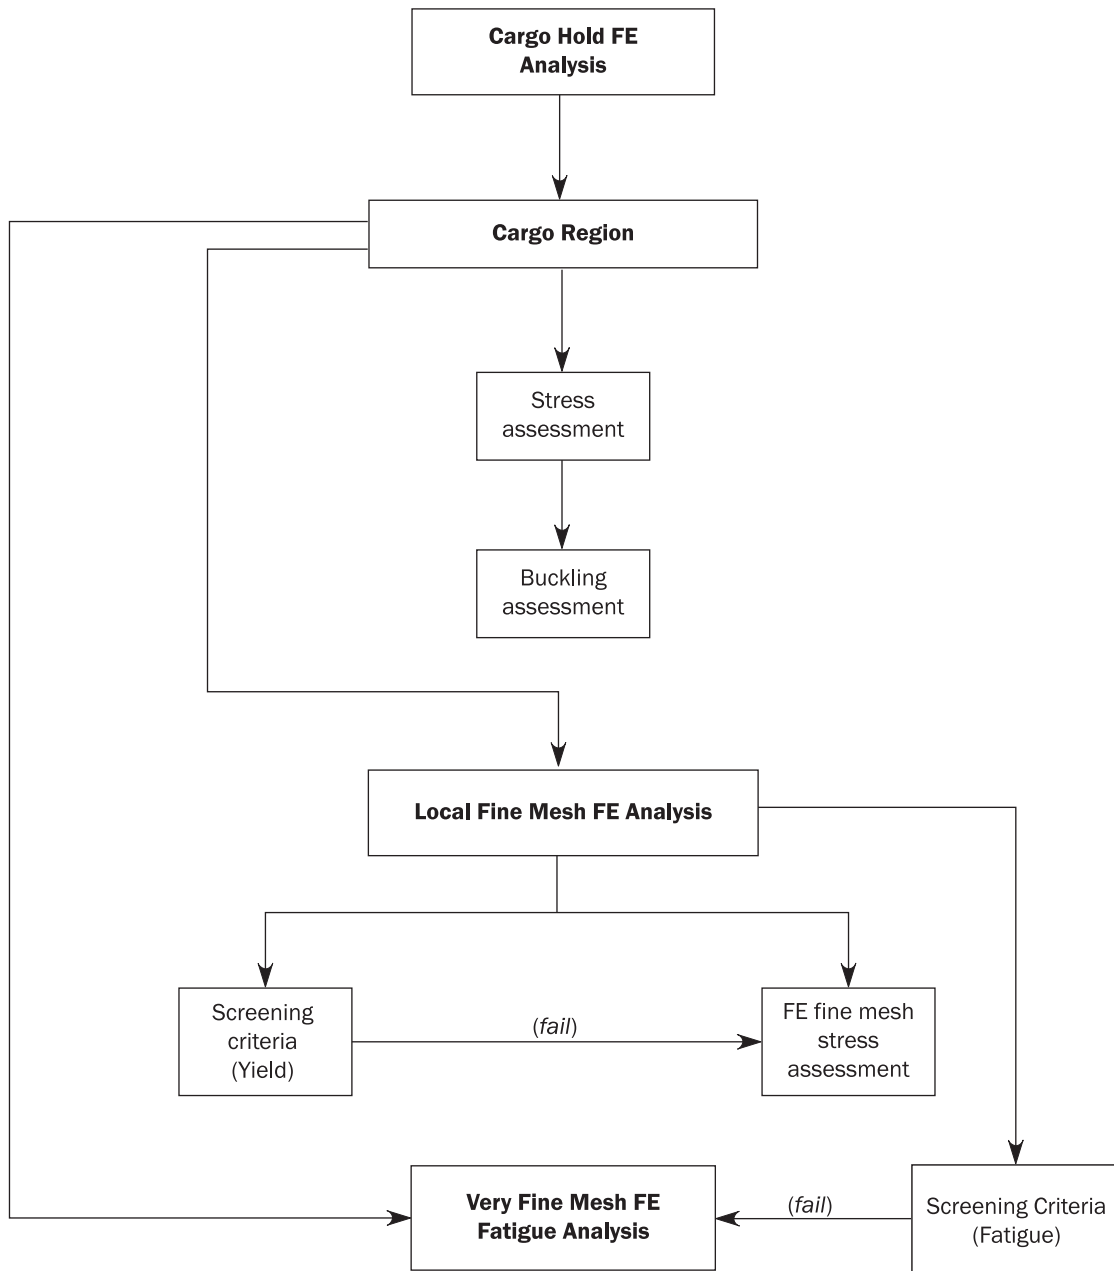 Cargo Hold FE
Analysis
Cargo Region
Stress
assessment
Buckling
assessment
Local Fine Mesh FE Analysis
Screening
criteria
(Yield)
(fail)
FE fine mesh
stress
assessment
Very Fine Mesh FE
Fatigue Analysis
(fail)
Screening Criteria
(Fatigue)